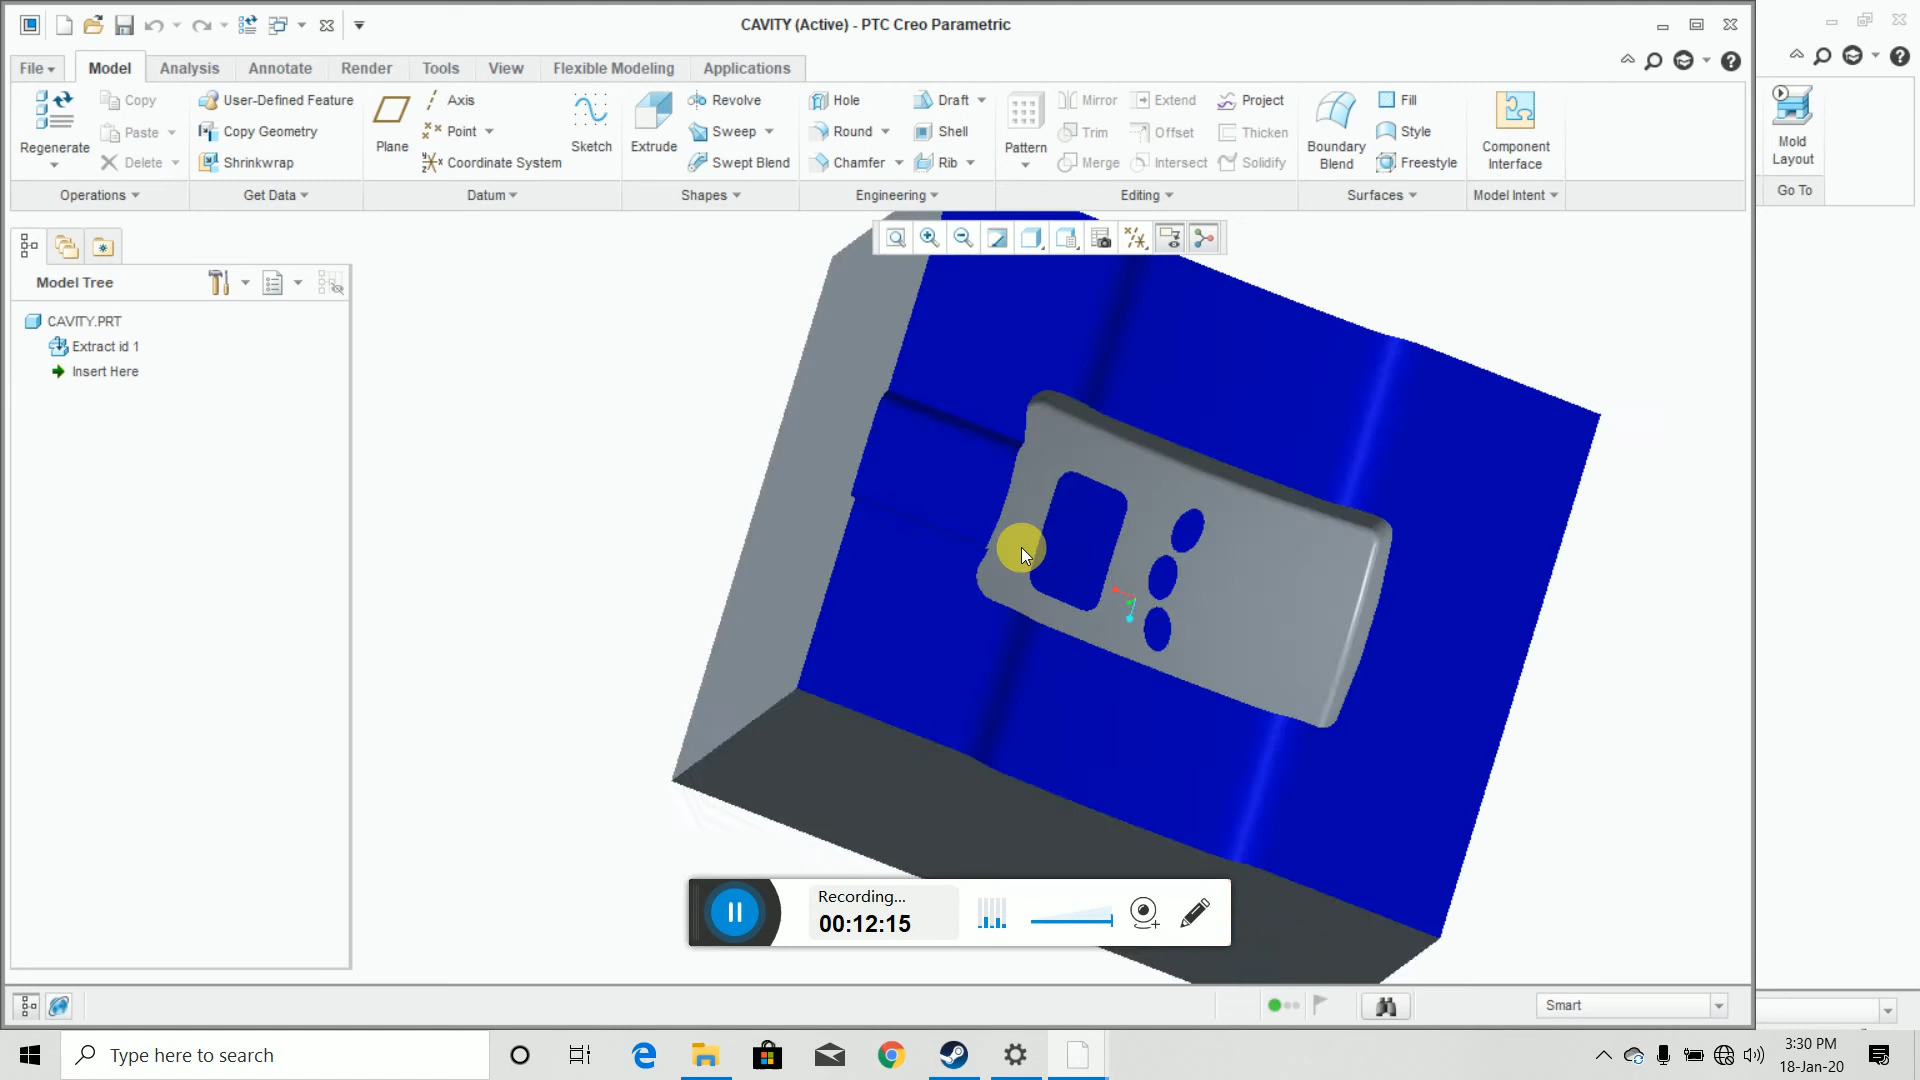 CAVITY (Active) - PTC Creo Parametric
File Model Analysis Annotate Render Tools View Flexible Modeling Applications
Regenerate
Copy
Paste
Delete
Operations
User-Defined Feature
Copy Geometry
Shrinkwrap
Get Data
Plane
Axis
Point
Coordinate System
Sketch
Datum
Extrude
Revolve
Sweep
Swept Blend
Shapes
Hole
Round
Chamfer
Draft
Shell
Rib
Engineering
Pattern
Mirror
Trim
Merge
Extend
Offset
Intersect
Project
Thicken
Solidify
Editing
Boundary
Blend
Fill
Style
Freestyle
Surfaces
Component
Interface
Model Intent
Mold
Layout
Go To
Model Tree
CAVITY.PRT
Extract id 1
Insert Here
Recording...
00:12:15
Smart
Type here to search
3:30 PM
18-Jan-20